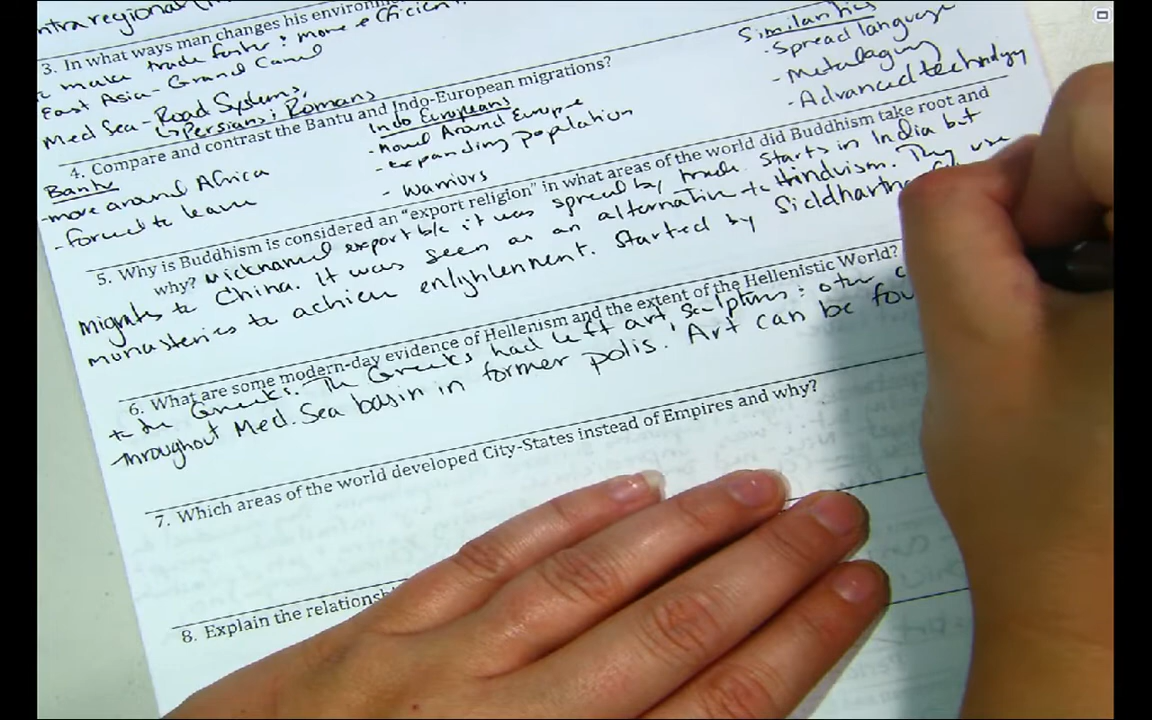 ntra regional
3. In what ways man changes his environ
to make trade faster & more efficien
East Asia - Grand Canal
Med Sea - Road Systems,
↳ Persians & Romans
4. Compare and contrast the Bantu and Indo-European migrations?
Bantu
-more around Africa
-forced to leave
Indo Europeans
- Moved Around Europe
- expanding population
- warriors
Similarities
- Spread language
- Metallaging
- Advanced technology
5. Why is Buddhism is considered an "export religion" in what areas of the world did Buddhism take root and
why? nicknamed export b/c it was spread by trade. Starts in India but
Migrates to China. It was seen as an alternative to Hinduism. They use
monasteries to achieve enlightenment. Started by Siddhartha
6. What are some modern-day evidence of Hellenism and the extent of the Hellenistic World?
to the Greeks. The Greeks had left art, sculptures & other
throughout Med. Sea basin in former polis. Art can be fou
7. Which areas of the world developed City-States instead of Empires and why?
8. Explain the relationsh